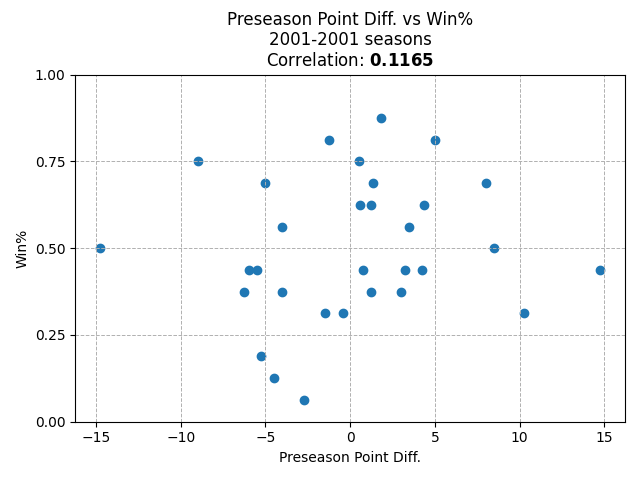 Preseason Point Diff. vs Win%
2001-2001 seasons
Correlation: 0.1165
1.00
0.75
0.50
0.25
0.00
Win%
−15 −10 −5 0 5 10 15
Preseason Point Diff.